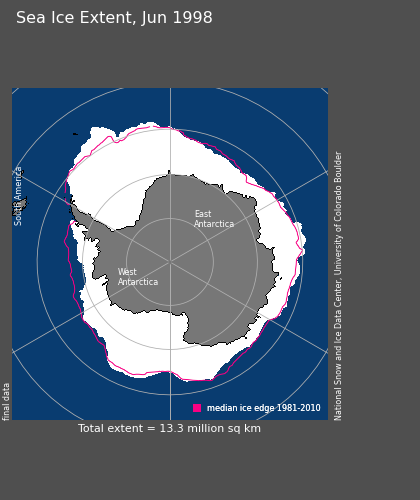 Sea Ice Extent, Jun 1998
South America
East
Antarctica
West
Antarctica
National Snow and Ice Data Center, University of Colorado Boulder
final data
median ice edge 1981-2010
Total extent = 13.3 million sq km